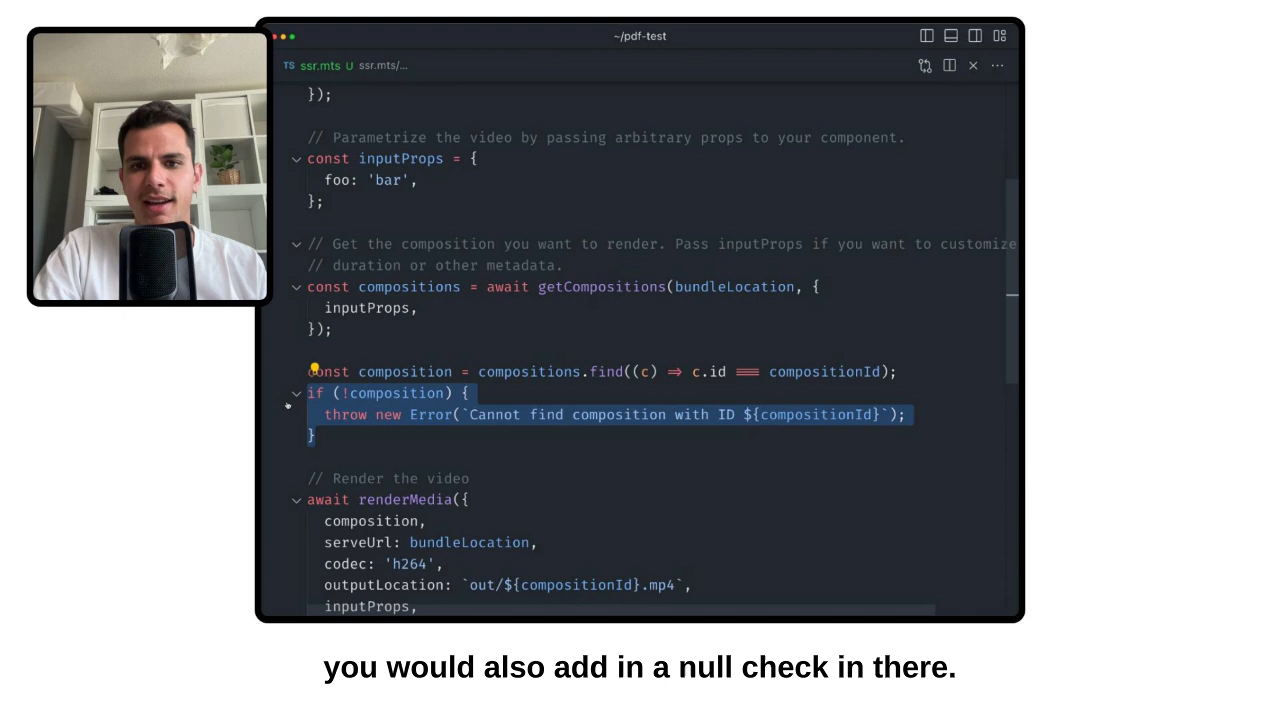 ~/pdf-test
TS ssr.mts U ssr.mts/...
});
// Parametrize the video by passing arbitrary props to your component.
const inputProps = {
foo: 'bar',
};
// Get the composition you want to render. Pass inputProps if you want to customize
// duration or other metadata.
const compositions = await getCompositions(bundleLocation, {
inputProps,
});
const composition = compositions.find((c) => c.id === compositionId);
if (!composition) {
throw new Error(`Cannot find composition with ID ${compositionId}`);
}
// Render the video
await renderMedia({
composition,
serveUrl: bundleLocation,
codec: 'h264',
outputLocation: `out/${compositionId}.mp4`,
inputProps,
you would also add in a null check in there.